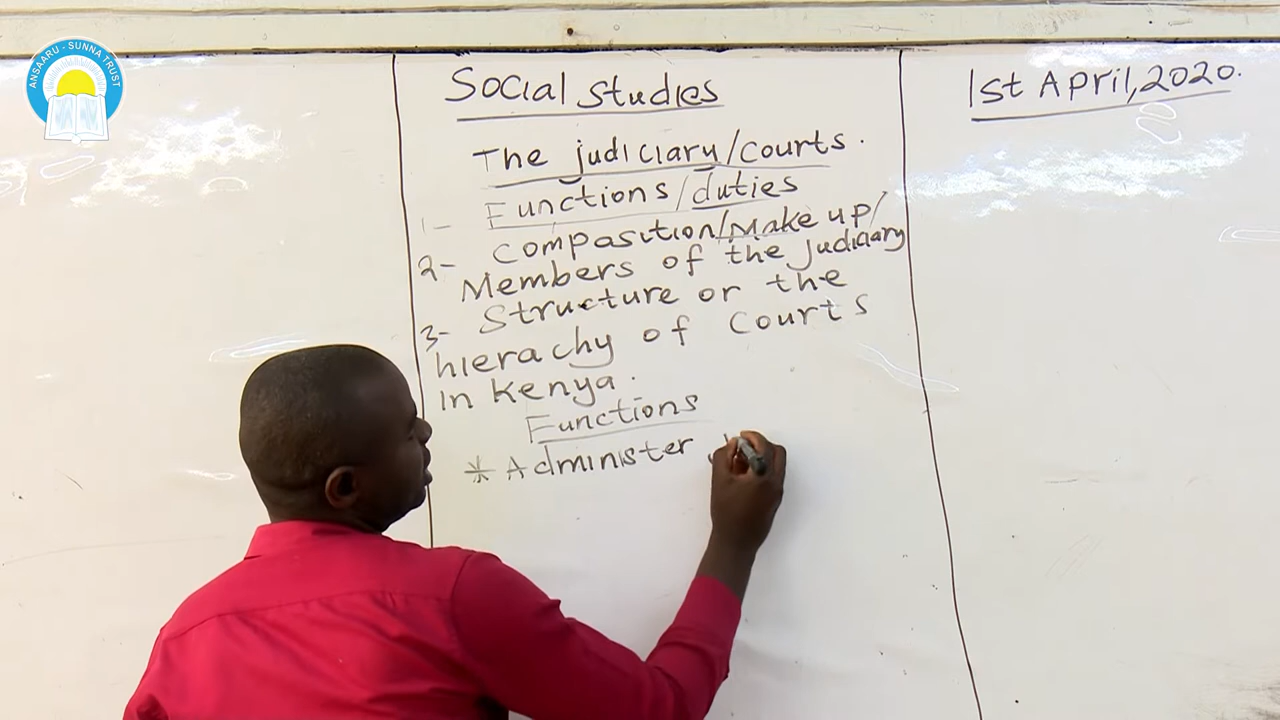 ANSAARU - SUNNA TRUST
Social Studies
1st April, 2020.
The judiciary/courts.
Functions/duties
1- Composition/Make up/
2- Members of the judiciary
Structure or the
3- hierachy of Courts
In Kenya.
Functions
* Administer